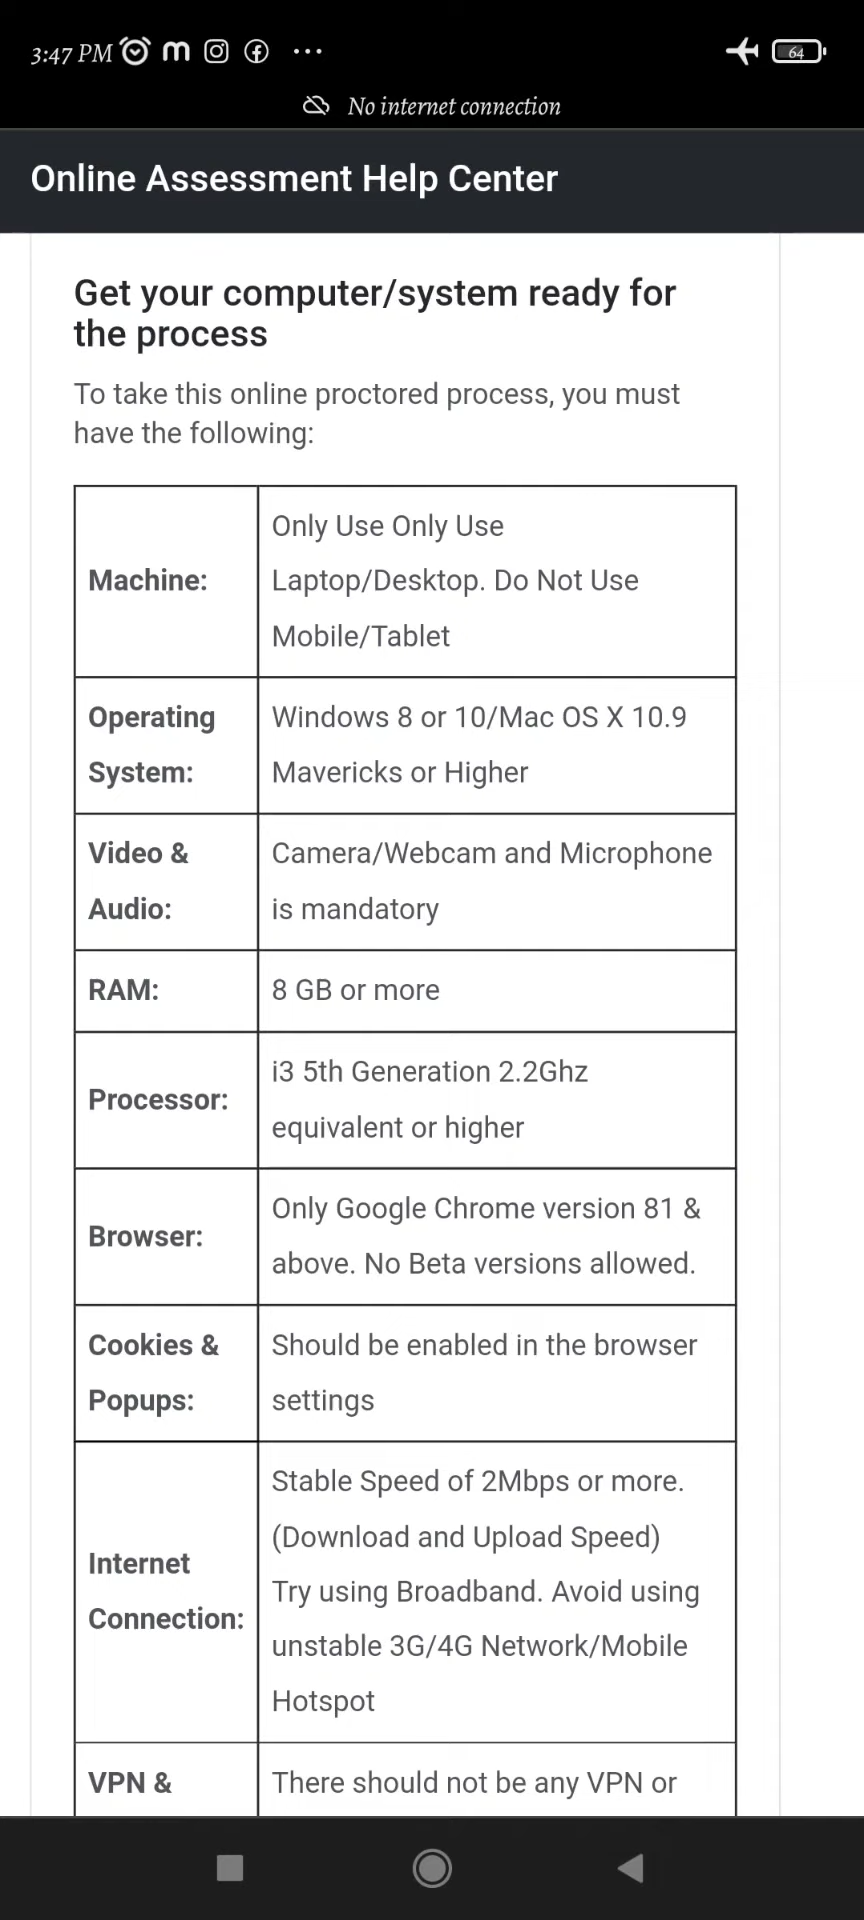 3:47 PM
64
No internet connection
Online Assessment Help Center
Get your computer/system ready for
the process
To take this online proctored process, you must
have the following:
Machine:
Only Use Only Use
Laptop/Desktop. Do Not Use
Mobile/Tablet
Operating
System:
Windows 8 or 10/Mac OS X 10.9
Mavericks or Higher
Video &
Audio:
Camera/Webcam and Microphone
is mandatory
RAM:
8 GB or more
Processor:
i3 5th Generation 2.2Ghz
equivalent or higher
Browser:
Only Google Chrome version 81 &
above. No Beta versions allowed.
Cookies &
Popups:
Should be enabled in the browser
settings
Internet
Connection:
Stable Speed of 2Mbps or more.
(Download and Upload Speed)
Try using Broadband. Avoid using
unstable 3G/4G Network/Mobile
Hotspot
VPN &
There should not be any VPN or